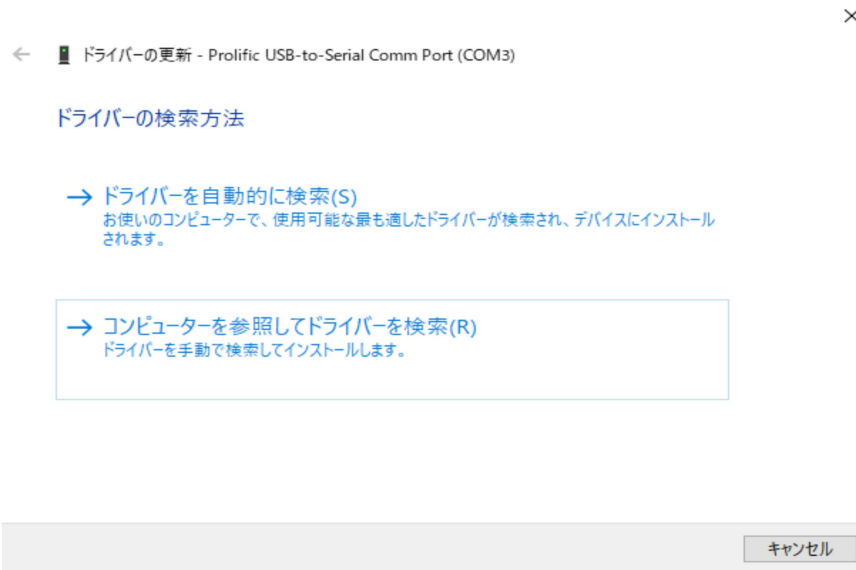 ドライバーの更新 - Prolific USB-to-Serial Comm Port (COM3)
ドライバーの検索方法
ドライバーを自動的に検索(S)
お使いのコンピューターで、使用可能な最も適したドライバーが検索され、デバイスにインストール
されます。
コンピューターを参照してドライバーを検索(R)
ドライバーを手動で検索してインストールします。
キャンセル